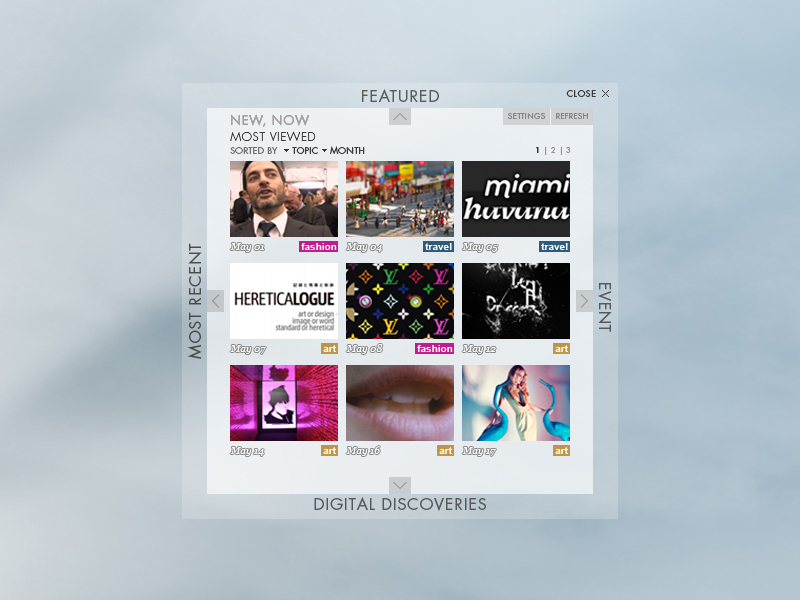 FEATURED
CLOSE X
NEW, NOW
SETTINGS
REFRESH
MOST VIEWED
SORTED BY TOPIC MONTH
1 | 2 | 3
miami
havana
May 01 fashion
May 04 travel
May 05 travel
HERETICALOGUE
art or design
image or word
standard or heretical
May 07 art
May 08 fashion
May 12 art
May 14 art
May 16 art
May 17 art
MOST RECENT
EVENT
DIGITAL DISCOVERIES